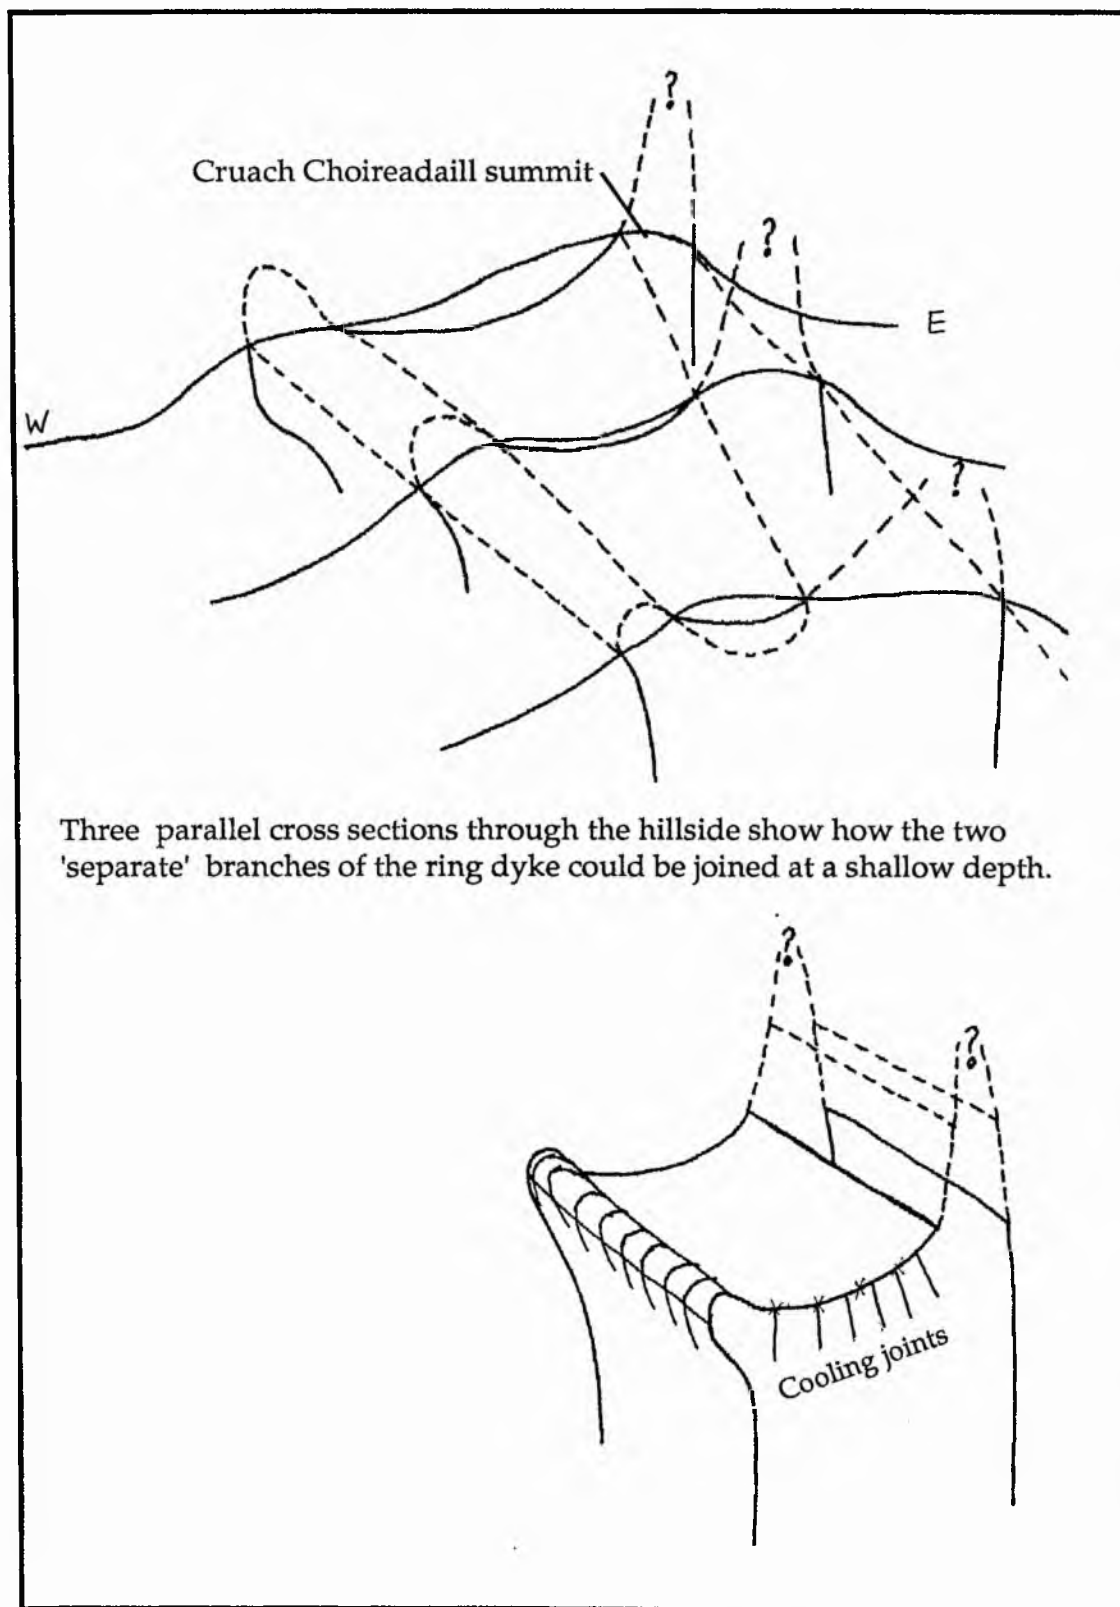 ?
Cruach Choireadaill summit
?
E
W
?
Three parallel cross sections through the hillside show how the two
'separate' branches of the ring dyke could be joined at a shallow depth.
?
?
Cooling joints